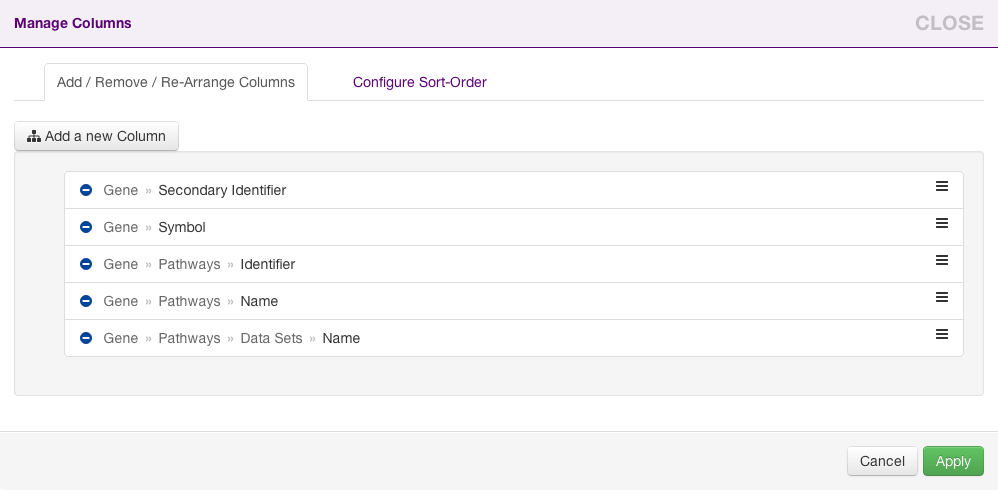 Manage Columns CLOSE
Add / Remove / Re-Arrange Columns Configure Sort-Order
Add a new Column
Gene » Secondary Identifier
Gene » Symbol
Gene » Pathways » Identifier
Gene » Pathways » Name
Gene » Pathways » Data Sets » Name
Cancel Apply